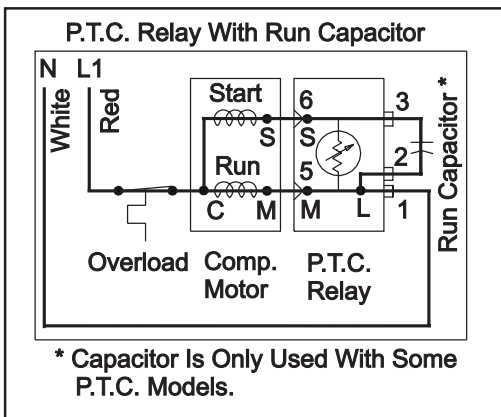 P.T.C. Relay With Run Capacitor
N L1
White
Red
Start
S
Run
C M
6
S
5
M
L
3
2
1
Run Capacitor *
Overload
Comp.
Motor
P.T.C.
Relay
* Capacitor Is Only Used With Some
P.T.C. Models.